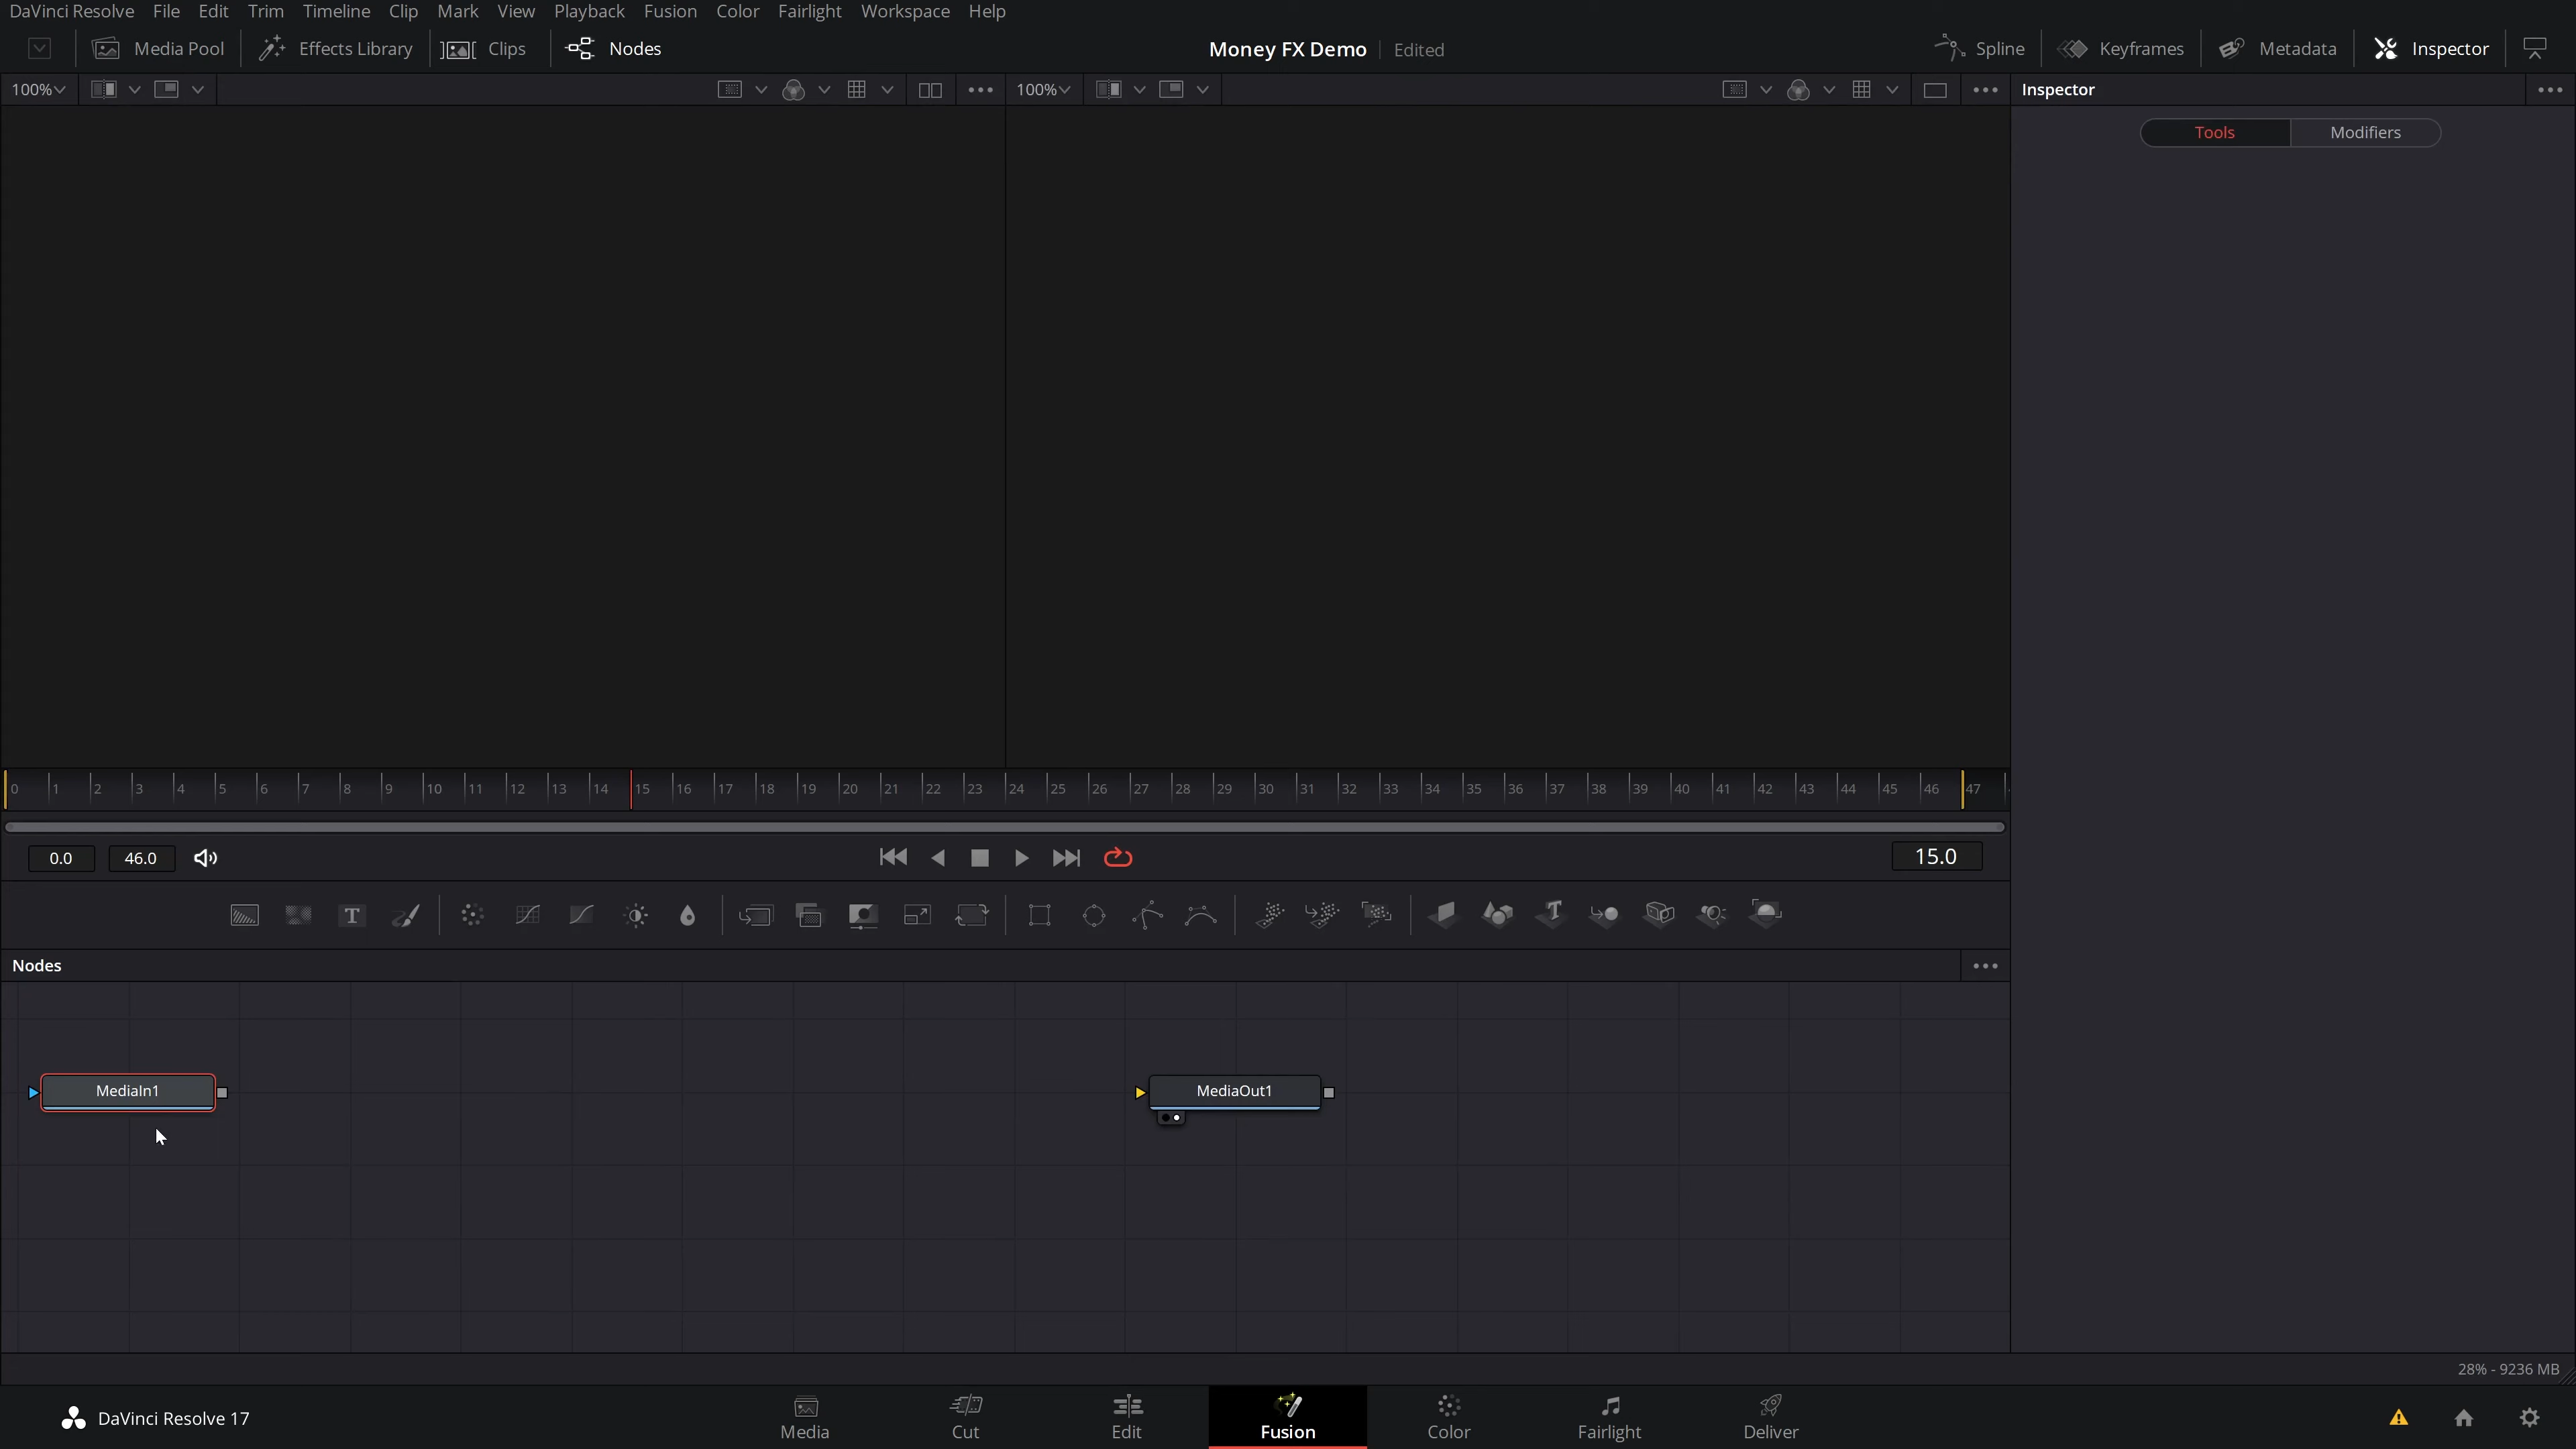 DaVinci Resolve File Edit Trim Timeline Clip Mark View Playback Fusion Color Fairlight Workspace Help
Media Pool Effects Library Clips Nodes Money FX Demo Edited Spline Keyframes Metadata Inspector
100% 100% Inspector
Tools Modifiers
0 1 2 3 4 5 6 7 8 9 10 11 12 13 14 15 16 17 18 19 20 21 22 23 24 25 26 27 28 29 30 31 32 33 34 35 36 37 38 39 40 41 42 43 44 45 46 47
0.0 46.0 15.0
T T
Nodes
MediaIn1 MediaOut1
28% - 9236 MB
DaVinci Resolve 17 Media Cut Edit Fusion Color Fairlight Deliver